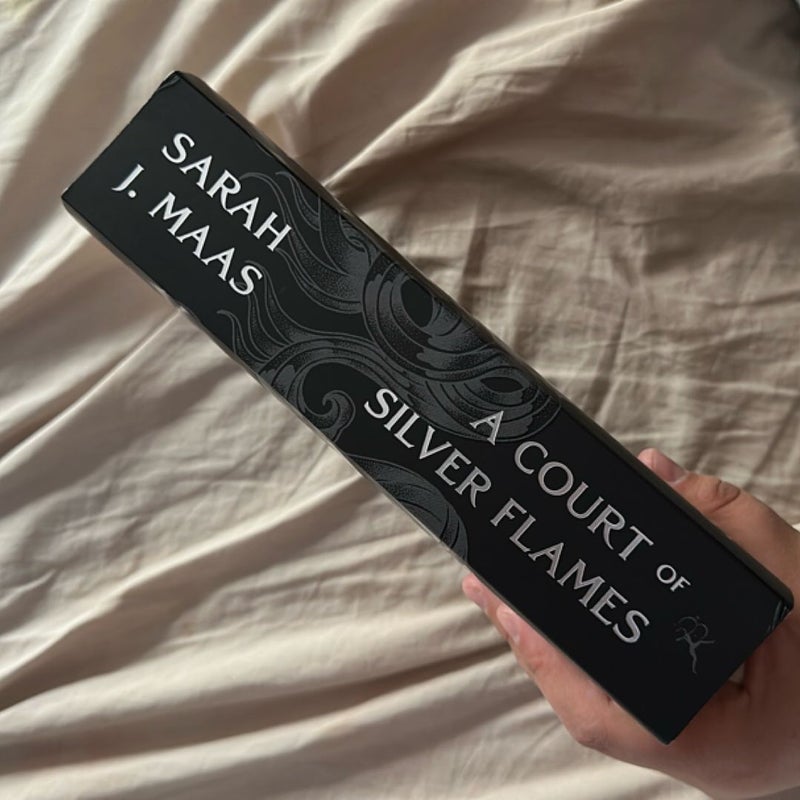 SARAH
J. MAAS
A COURT OF
SILVER FLAMES